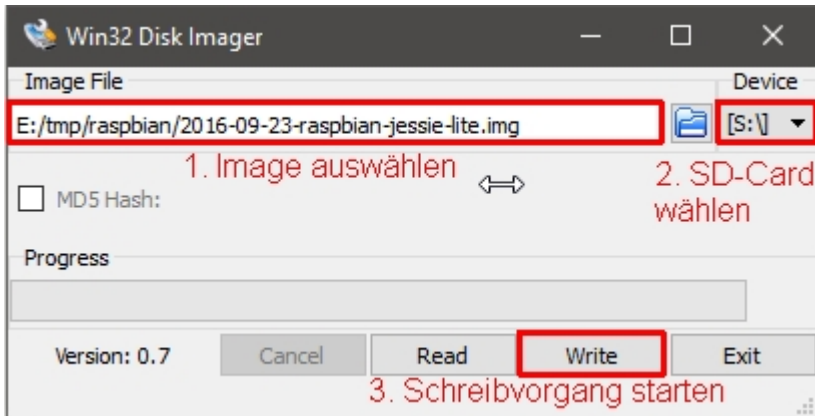 Win32 Disk Imager
Image File
Device
E:/tmp/raspbian/2016-09-23-raspbian-jessie-lite.img
[S:\]
1. Image auswählen
2. SD-Card
wählen
MD5 Hash:
Progress
Version: 0.7
Cancel
Read
Write
Exit
3. Schreibvorgang starten